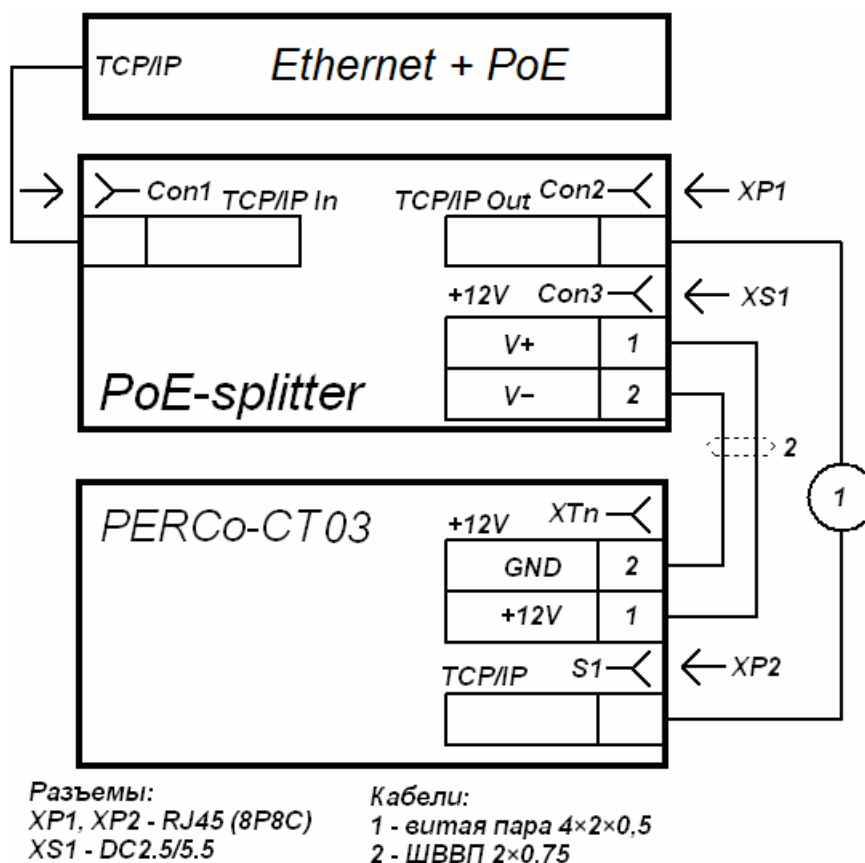 TCP/IP Ethernet + PoE
Con1 TCP/IP In TCP/IP Out Con2 XP1
+12V Con3 XS1
V+ 1
V− 2
PoE-splitter
2
1
PERCo-CT03
+12V XTn
GND 2
+12V 1
TCP/IP S1 XP2
Разъемы:
XP1, XP2 - RJ45 (8P8C)
XS1 - DC2.5/5.5
Кабели:
1 - витая пара 4×2×0,5
2 - ШВВП 2×0.75